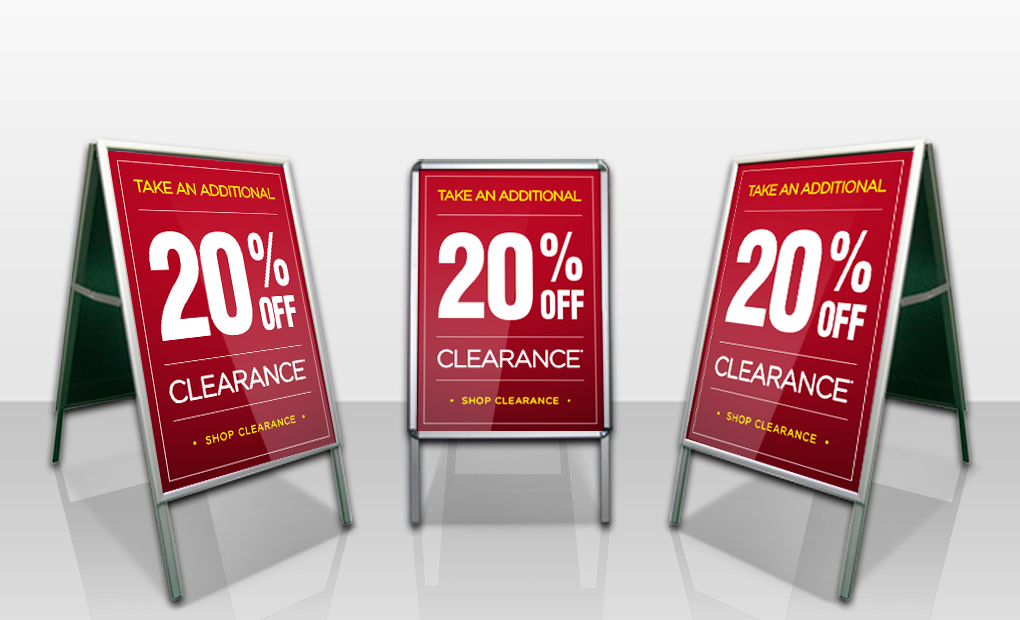 TAKE AN ADDITIONAL
20%
OFF
CLEARANCE*
• SHOP CLEARANCE •
TAKE AN ADDITIONAL
20%
OFF
CLEARANCE*
• SHOP CLEARANCE •
TAKE AN ADDITIONAL
20%
OFF
CLEARANCE*
• SHOP CLEARANCE •